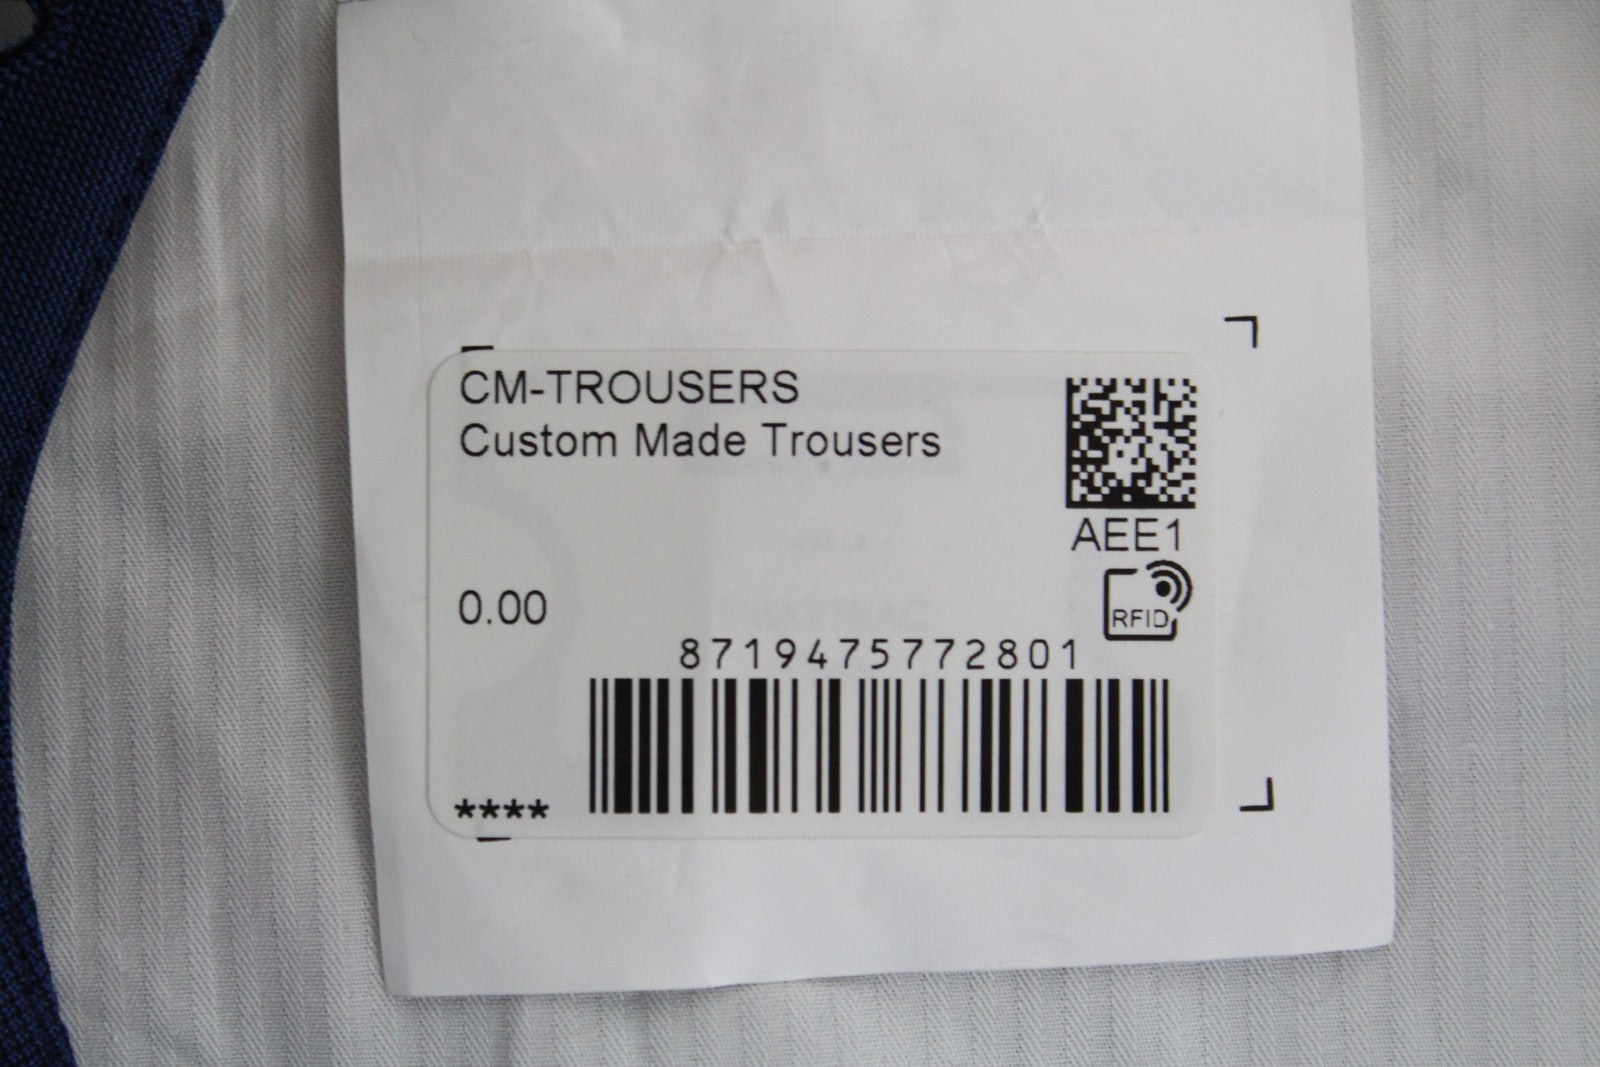 CM-TROUSERS
Custom Made Trousers
AEE1
RFID
0.00
8719475772801
****